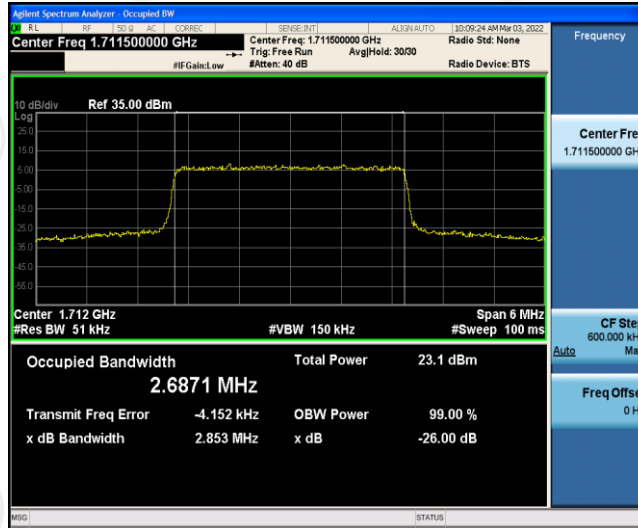 Agilent Spectrum Analyzer - Occupied BW
RL RF 50 Ω AC CORREC SENSE:INT ALIGN AUTO 10:09:24 AM Mar 03, 2022
Center Freq 1.711500000 GHz
Center Freq: 1.711500000 GHz
Radio Std: None
Trig: Free Run Avg|Hold: 30/30
#IFGain:Low #Atten: 40 dB Radio Device: BTS
Frequency
10 dB/div Ref 35.00 dBm
Log
25.0
15.0
5.00
-5.00
-15.0
-25.0
-35.0
-45.0
-55.0
Center Fre
1.711500000 GH
Center 1.712 GHz Span 6 MHz
#Res BW 51 kHz #VBW 150 kHz #Sweep 100 ms
CF Ste
600.000 kH
Auto Ma
Occupied Bandwidth Total Power 23.1 dBm
2.6871 MHz
Transmit Freq Error -4.152 kHz OBW Power 99.00 %
x dB Bandwidth 2.853 MHz x dB -26.00 dB
Freq Offse
0 H
MSG STATUS